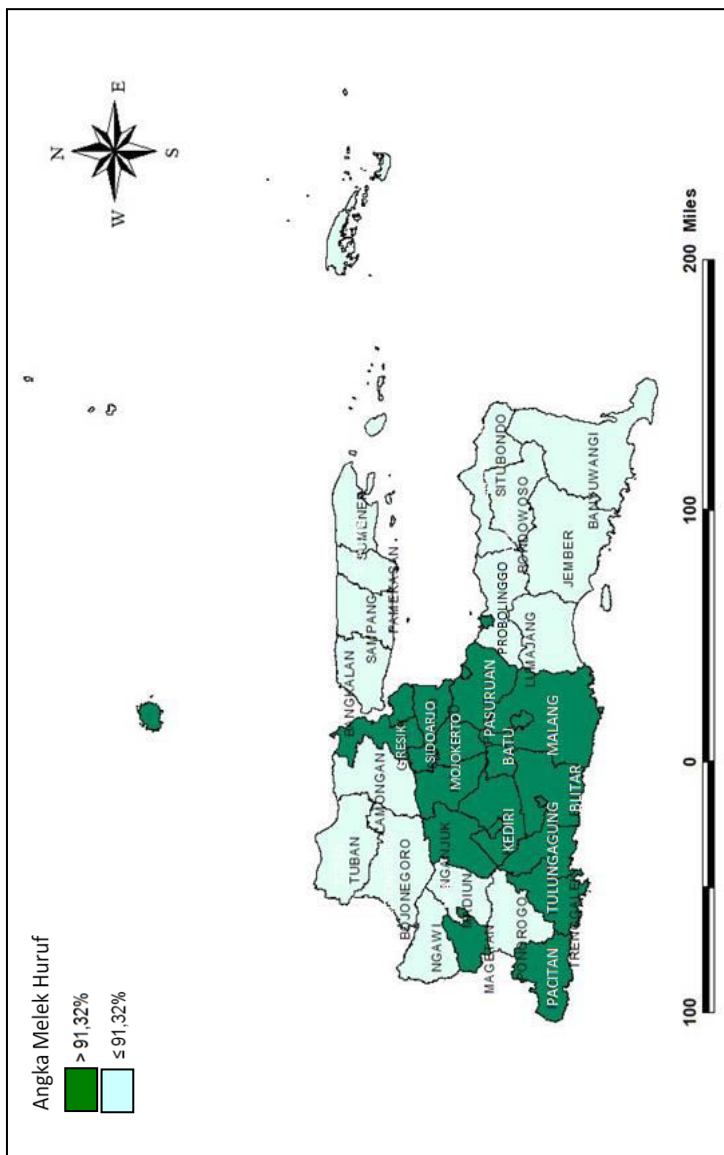 Angka Melek Huruf
> 91,32%
≤ 91,32%
N
E
S
W
TUBAN
LAMONGAN
BOJONEGORO
NGAWI
MAGETAN
MADIUN
NGANJUK
PONOROGO
PACITAN
TRENGGALEK
TULUNGAGUNG
KEDIRI
BLITAR
MALANG
BATU
MOJOKERTO
SIDOARJO
GRESIK
PASURUAN
BANGKALAN
SAMPANG
PAMEKASAN
SUMENEP
PROBOLINGGO
LUMAJANG
BONDOWOSO
SITUBONDO
JEMBER
BANYUWANGI
100
0
100
200 Miles